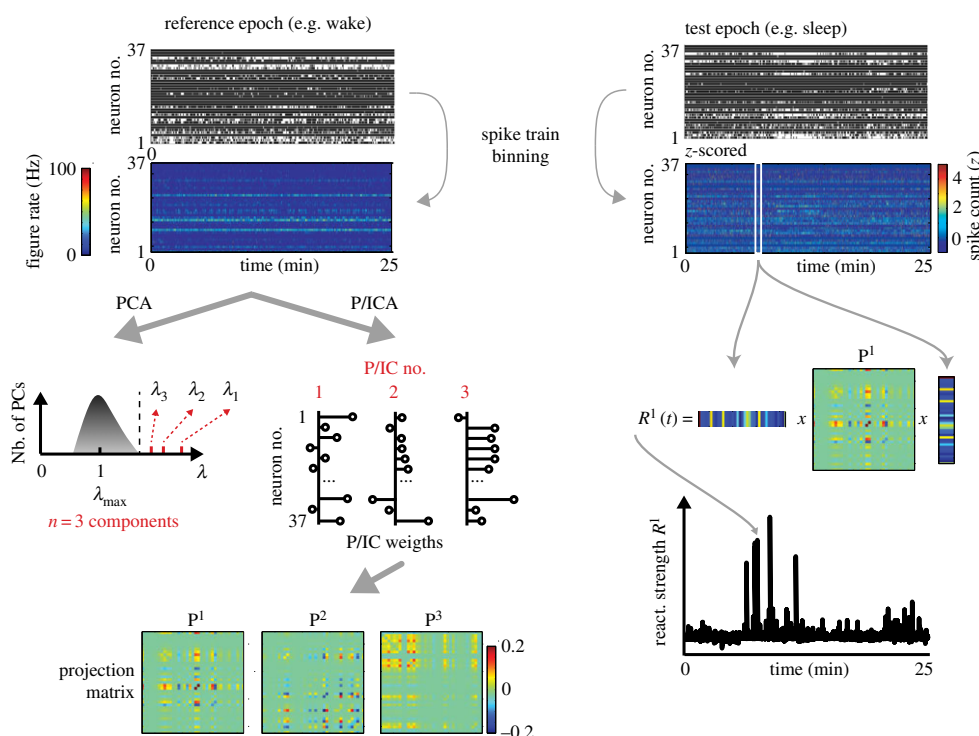 reference epoch (e.g. wake)
37
neuron no.
1
0
100
figure rate (Hz)
0
37
neuron no.
1
0
time (min)
25
spike train
binning
test epoch (e.g. sleep)
37
neuron no.
1
z-scored
37
neuron no.
1
0
time (min)
25
4
2
0
spike count (z)
PCA
P/ICA
Nb. of PCs
λ3
λ2
λ1
0
1
λ
λmax
n = 3 components
P/IC no.
1
2
3
1
neuron no.
...
...
...
37
P/IC weigths
P1
P2
P3
projection
matrix
0.2
0
–0.2
P1
R1 (t) =
x
x
react. strength R1
0
time (min)
25